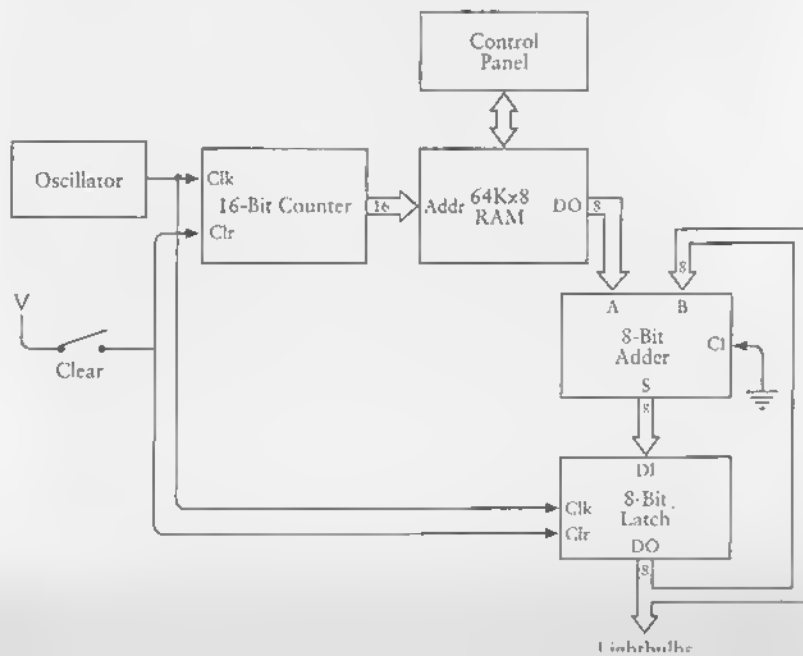 Control
Panel
Oscillator
Clk
16-Bit Counter
Clr
16
Addr
64K×8
RAM
DO
8
8
V
Clear
A
B
8-Bit
Adder
CI
S
8
DI
Clk
8-Bit
Latch
Clr
DO
8
Lightbulbs